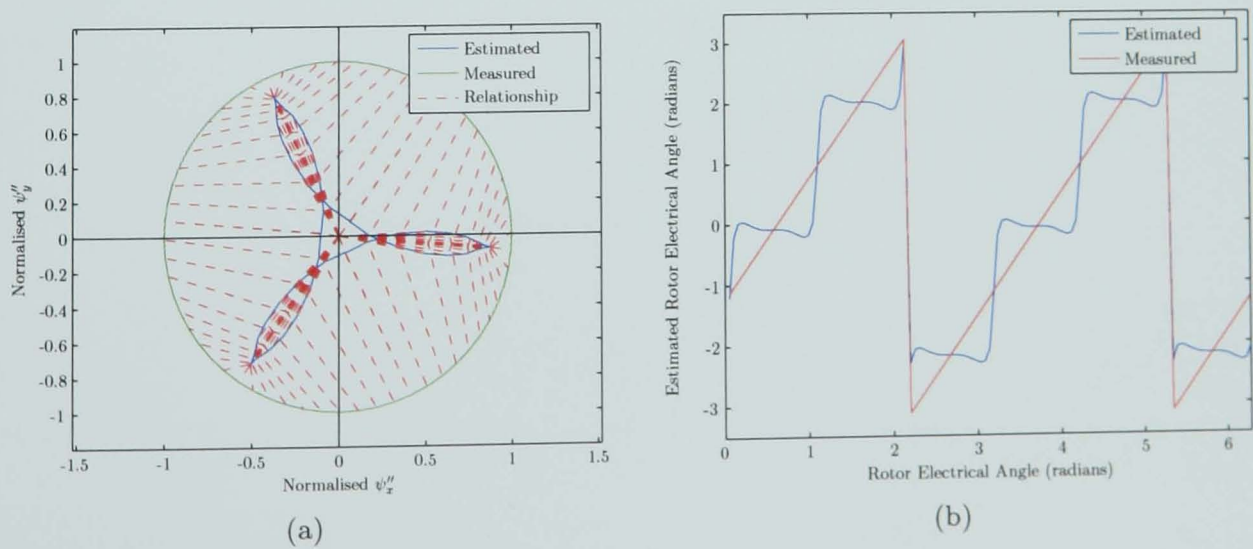 Estimated
Measured
Relationship
1
0.8
0.6
0.4
0.2
0
-0.2
-0.4
-0.6
-0.8
-1
-1.5
-1
-0.5
0
0.5
1
1.5
Normalised ψ''y
Normalised ψ''x
(a)
Estimated
Measured
3
2
1
0
-1
-2
-3
0
1
2
3
4
5
6
Estimated Rotor Electrical Angle (radians)
Rotor Electrical Angle (radians)
(b)